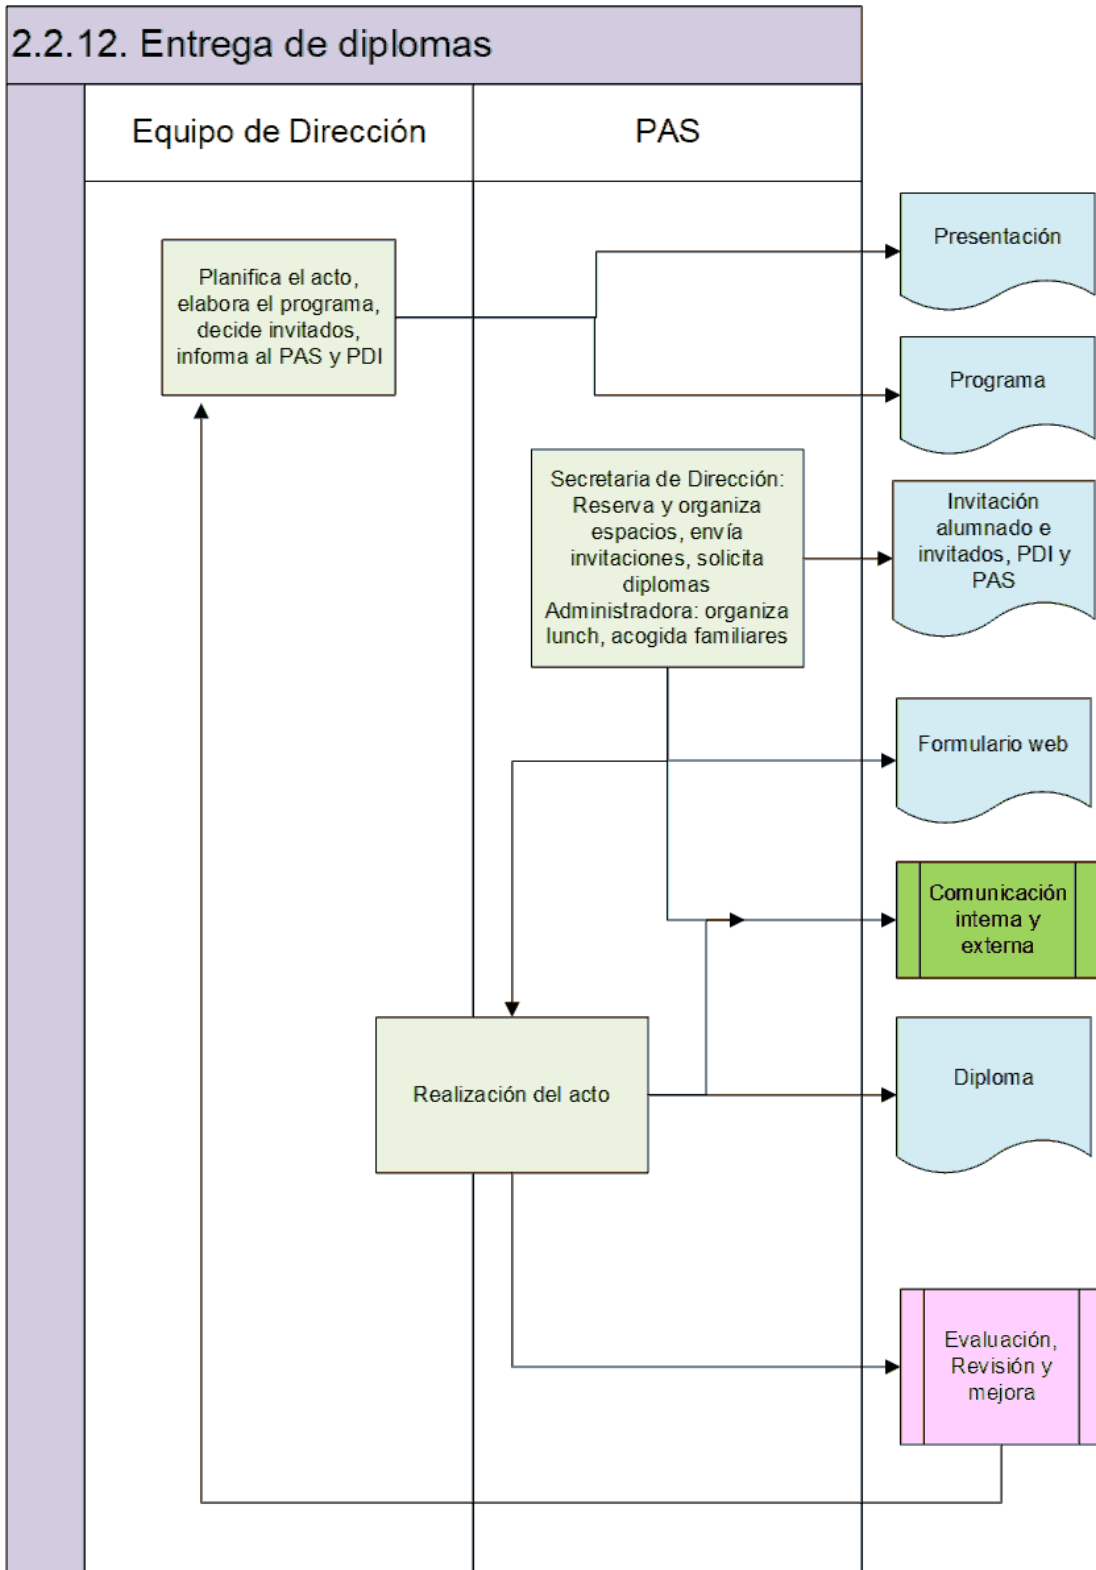 2.2.12. Entrega de diplomas
Equipo de Dirección
PAS
Planifica el acto,
elabora el programa,
decide invitados,
informa al PAS y PDI
Presentación
Programa
Secretaria de Dirección:
Reserva y organiza
espacios, envía
invitaciones, solicita
diplomas
Administradora: organiza
lunch, acogida familiares
Invitación
alumnado e
invitados, PDI y
PAS
Formulario web
Comunicación
interna y
externa
Realización del acto
Diploma
Evaluación,
Revisión y
mejora